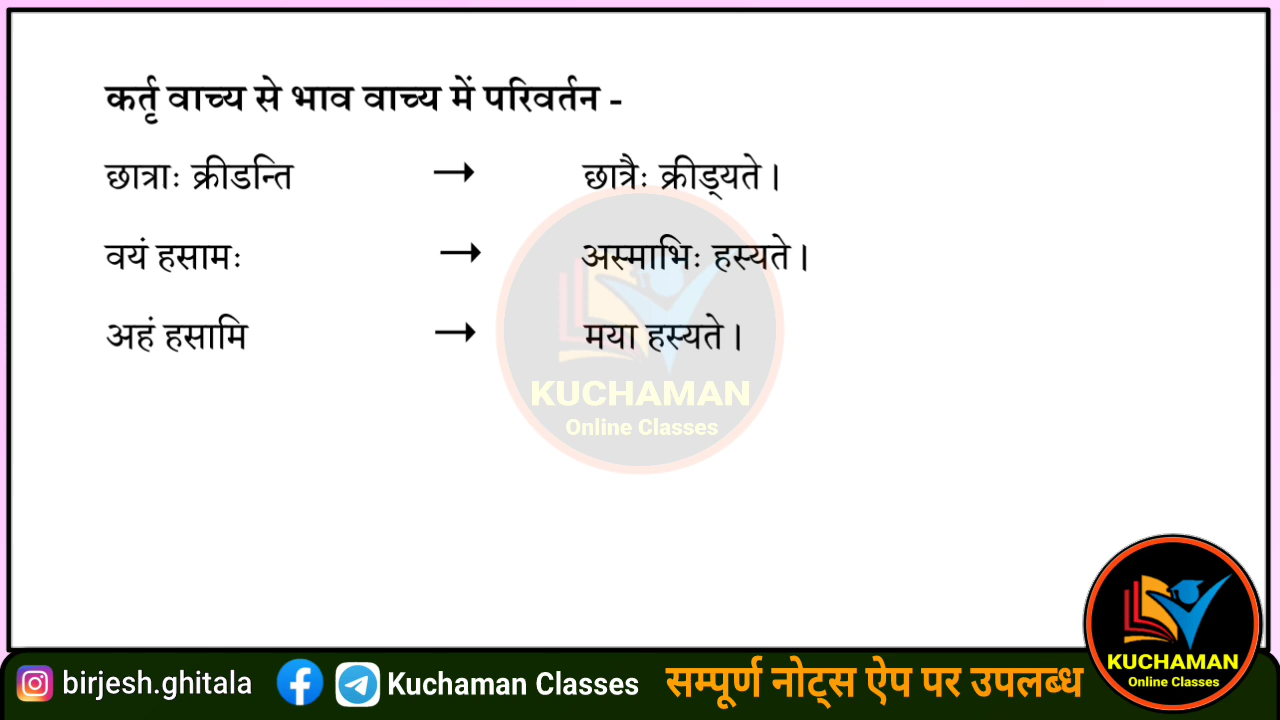 कर्तृ वाच्य से भाव वाच्य में परिवर्तन -
छात्राः क्रीडन्ति → छात्रैः क्रीड्यते।
वयं हसामः → अस्माभिः हस्यते।
अहं हसामि → मया हस्यते।
KUCHAMAN
Online Classes
KUCHAMAN
Online Classes
birjesh.ghitala Kuchaman Classes सम्पूर्ण नोट्स ऐप पर उपलब्ध